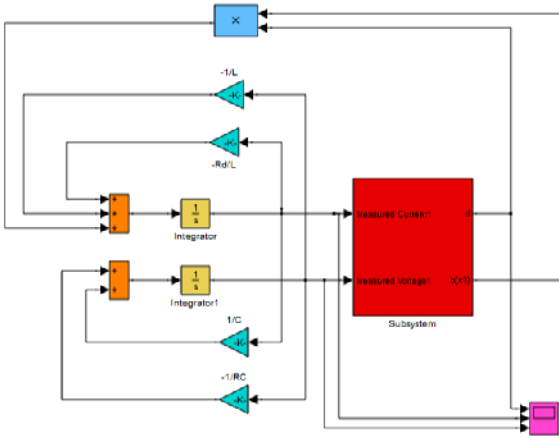 X
-1/L
-K-
-K-
-Rd/L
+
+
+
1
s
Integrator
Measured Current1
d
+
+
1
s
Integrator1
Measured Voltage1
Subsystem
1/C
-K-
-1/RC
-K-